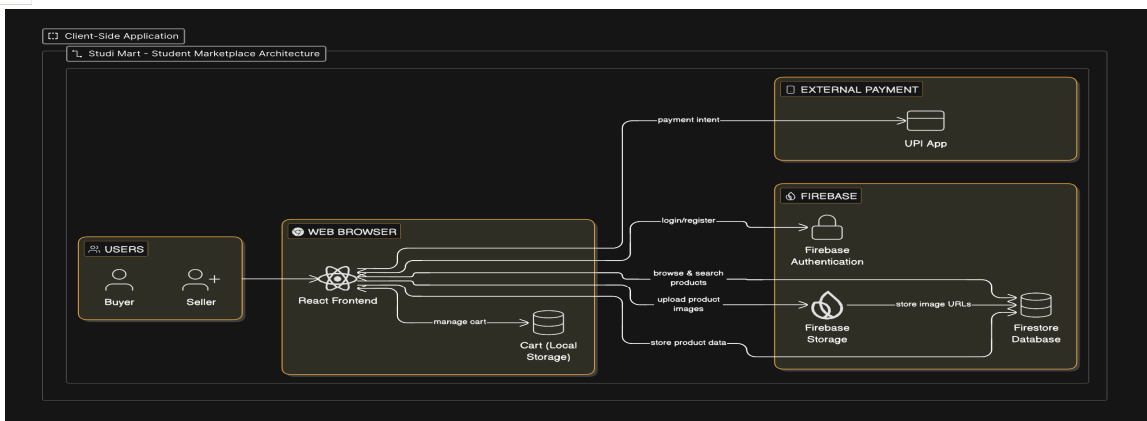 Client-Side Application
Studi Mart - Student Marketplace Architecture
EXTERNAL PAYMENT
payment intent
UPI App
FIREBASE
login/register
Firebase
Authentication
WEB BROWSER
USERS
Buyer
Seller
React Frontend
browse & search
products
upload product
images
store image URLs
manage cart
Cart (Local
Storage)
Firebase
Storage
Firestore
Database
store product data